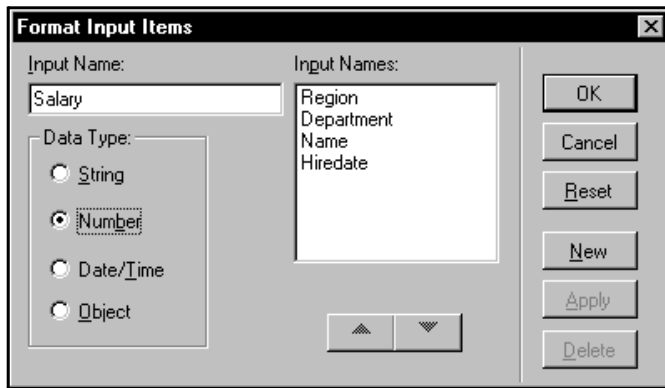 Format Input Items
Input Name:
Salary
Data Type:
String
Number
Date/Time
Object
Input Names:
Region
Department
Name
Hiredate
OK
Cancel
Reset
New
Apply
Delete